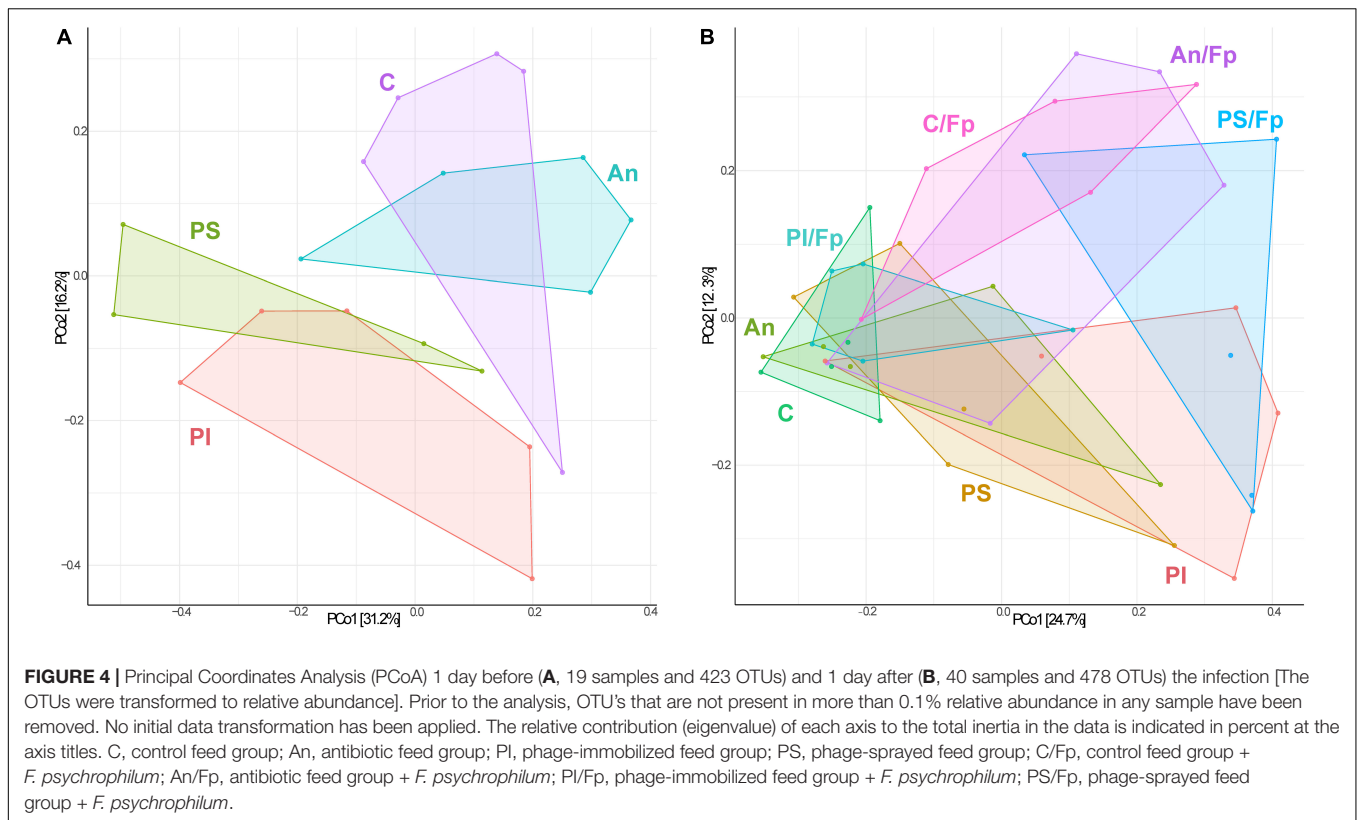 A
B
C
An
PS
PI
0.2
0.0
−0.2
−0.4
PCo2 [16.2%]
−0.4
−0.2
0.0
0.2
0.4
PCo1 [31.2%]
An/Fp
C/Fp
PS/Fp
PI/Fp
An
C
PS
PI
0.2
0.0
−0.2
PCo2 [12.3%]
−0.2
0.0
0.2
0.4
PCo1 [24.7%]
FIGURE 4 | Principal Coordinates Analysis (PCoA) 1 day before (A, 19 samples and 423 OTUs) and 1 day after (B, 40 samples and 478 OTUs) the infection [The
OTUs were transformed to relative abundance]. Prior to the analysis, OTU's that are not present in more than 0.1% relative abundance in any sample have been
removed. No initial data transformation has been applied. The relative contribution (eigenvalue) of each axis to the total inertia in the data is indicated in percent at the
axis titles. C, control feed group; An, antibiotic feed group; PI, phage-immobilized feed group; PS, phage-sprayed feed group; C/Fp, control feed group +
F. psychrophilum; An/Fp, antibiotic feed group + F. psychrophilum; PI/Fp, phage-immobilized feed group + F. psychrophilum; PS/Fp, phage-sprayed feed
group + F. psychrophilum.